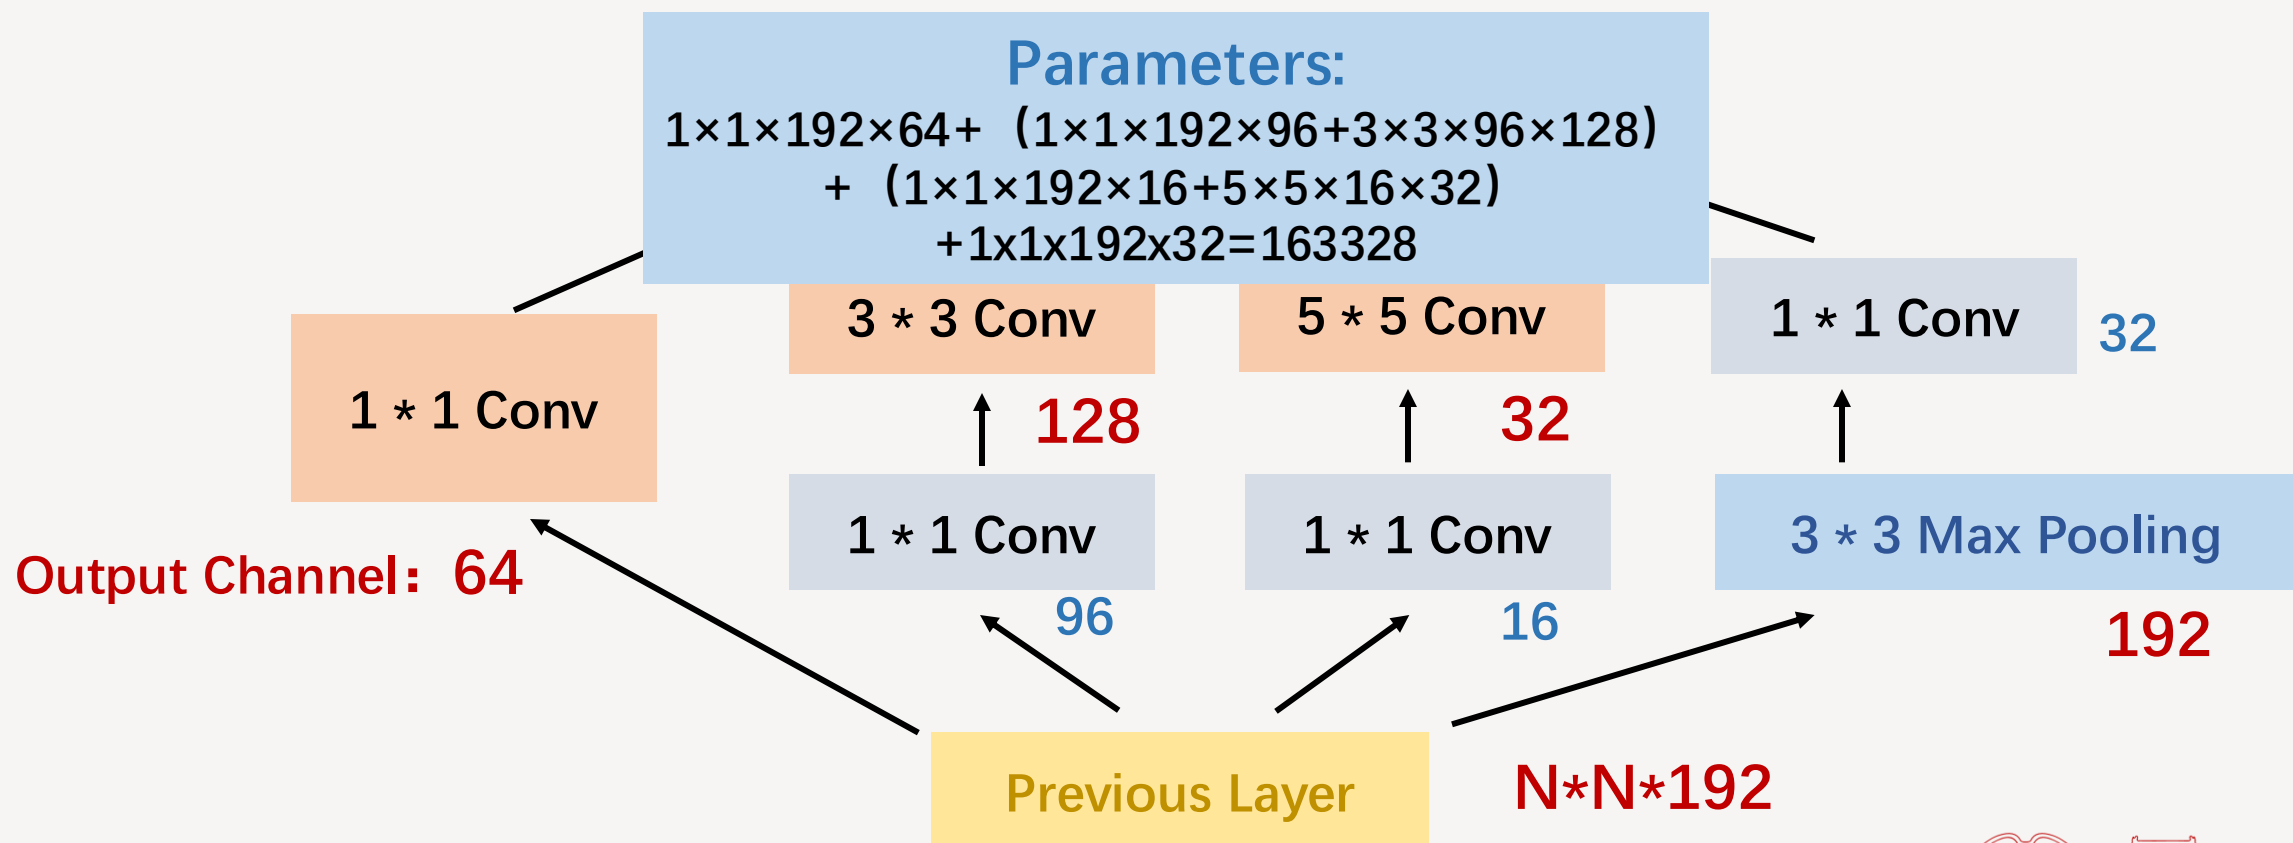 Parameters:
1×1×192×64+ (1×1×192×96+3×3×96×128)
+ (1×1×192×16+5×5×16×32)
+1x1x192x32=163328
3 * 3 Conv
5 * 5 Conv
1 * 1 Conv
32
1 * 1 Conv
128
32
1 * 1 Conv
1 * 1 Conv
3 * 3 Max Pooling
Output Channel：64
96
16
192
Previous Layer
N*N*192